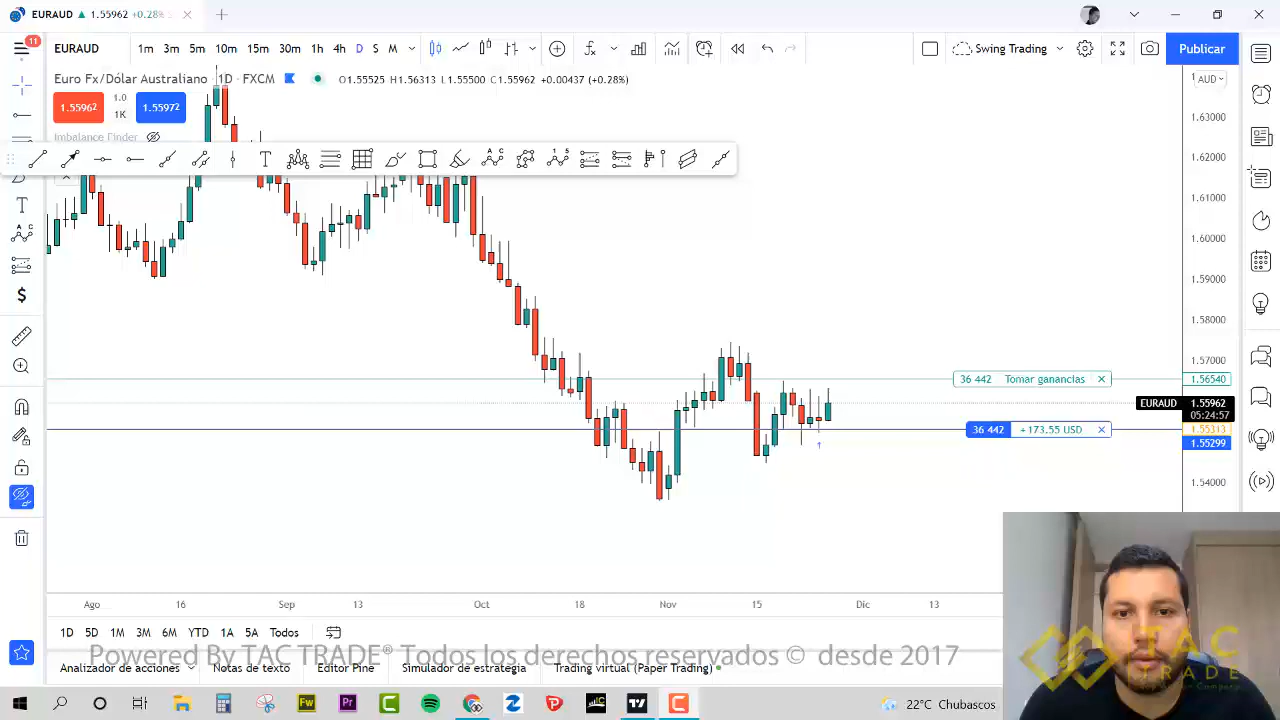 EURAUD ▲ 1.55962 +0.28% S
11
EURAUD 1m 3m 5m 10m 15m 30m 1h 4h D S M Swing Trading Publicar
Euro Fx/Dólar Australiano · 1D · FXCM O1.55525 H1.56313 L1.55500 C1.55962 +0.00437 (+0.28%)
1 AUD
1.55962 1.0 1K 1.55972
Imbalance Finder
1.63000
1.62000
1.61000
1.60000
1.59000
1.58000
1.57000
36 442 Tomar ganancias 1.56540
EURAUD 1.55962
05:24:57
36 442 +173.55 USD 1.55313
1.55299
1.54000
Ago 16 Sep 13 Oct 18 Nov 15 Dic 13
1D 5D 1M 3M 6M YTD 1A 5A Todos
Powered By TAC TRADE® Todos los derechos reservados © desde 2017
Analizador de acciones Notas de texto Editor Pine Simulador de estrategia Trading virtual (Paper Trading)
TAC
TRADE
22°C Chubascos